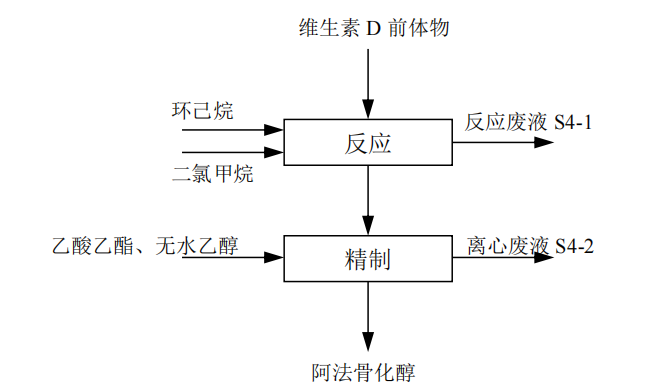 维生素 D 前体物
环己烷
反应废液 S4-1
反应
二氯甲烷
乙酸乙酯、无水乙醇
离心废液 S4-2
精制
阿法骨化醇